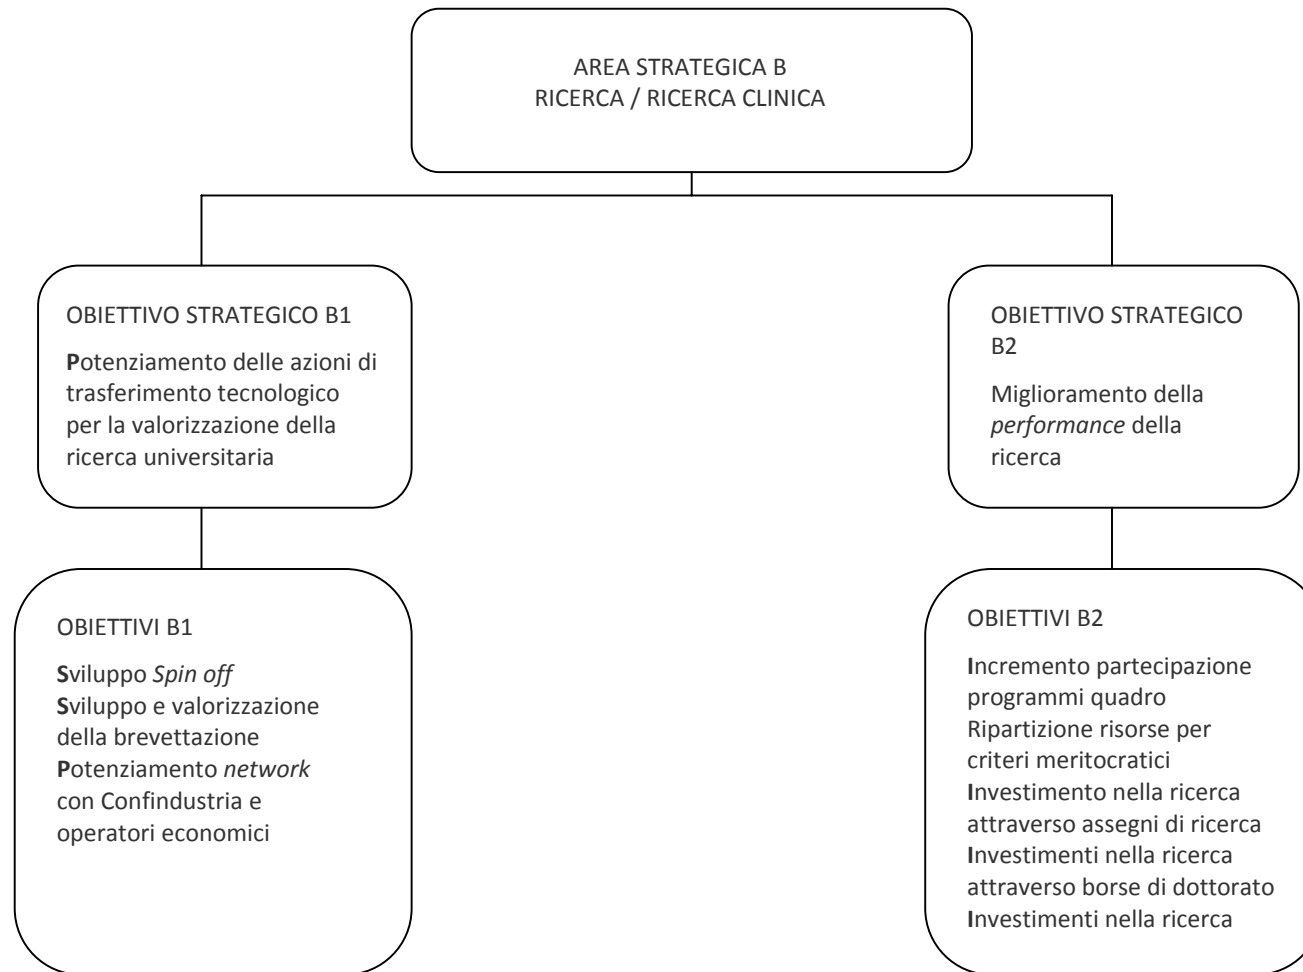 AREA STRATEGICA B
RICERCA / RICERCA CLINICA
OBIETTIVO STRATEGICO B1
Potenziamento delle azioni di
trasferimento tecnologico
per la valorizzazione della
ricerca universitaria
OBIETTIVO STRATEGICO
B2
Miglioramento della
performance della
ricerca
OBIETTIVI B1
Sviluppo Spin off
Sviluppo e valorizzazione
della brevettazione
Potenziamento network
con Confindustria e
operatori economici
OBIETTIVI B2
Incremento partecipazione
programmi quadro
Ripartizione risorse per
criteri meritocratici
Investimento nella ricerca
attraverso assegni di ricerca
Investimenti nella ricerca
attraverso borse di dottorato
Investimenti nella ricerca